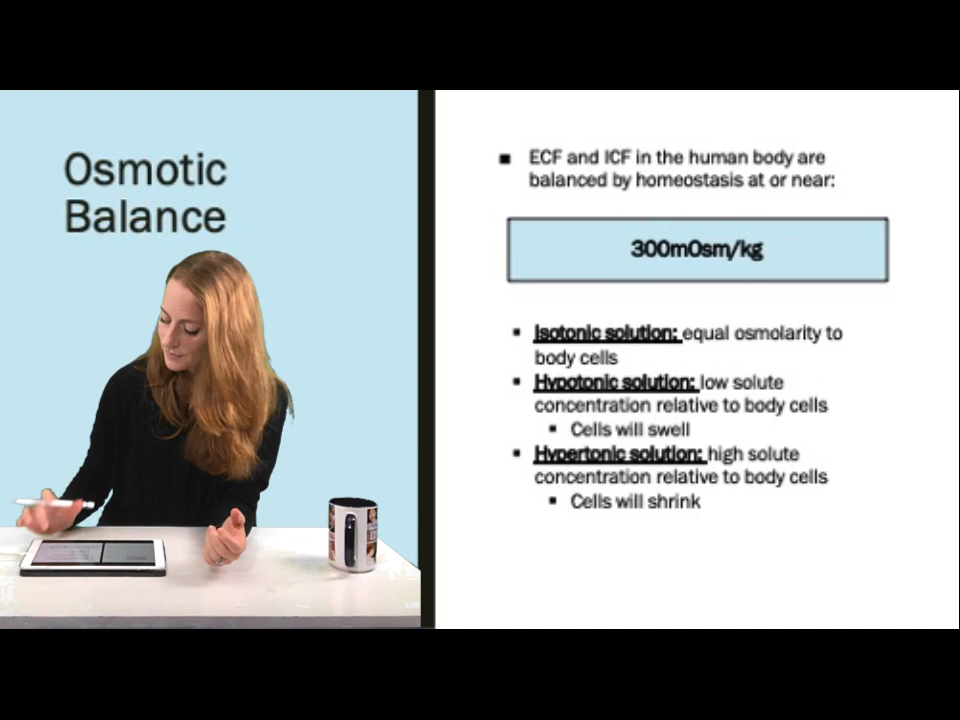 Osmotic
Balance
■ ECF and ICF in the human body are
balanced by homeostasis at or near:
300mOsm/kg
▪ Isotonic solution: equal osmolarity to
body cells
▪ Hypotonic solution: low solute
concentration relative to body cells
▪ Cells will swell
▪ Hypertonic solution: high solute
concentration relative to body cells
▪ Cells will shrink